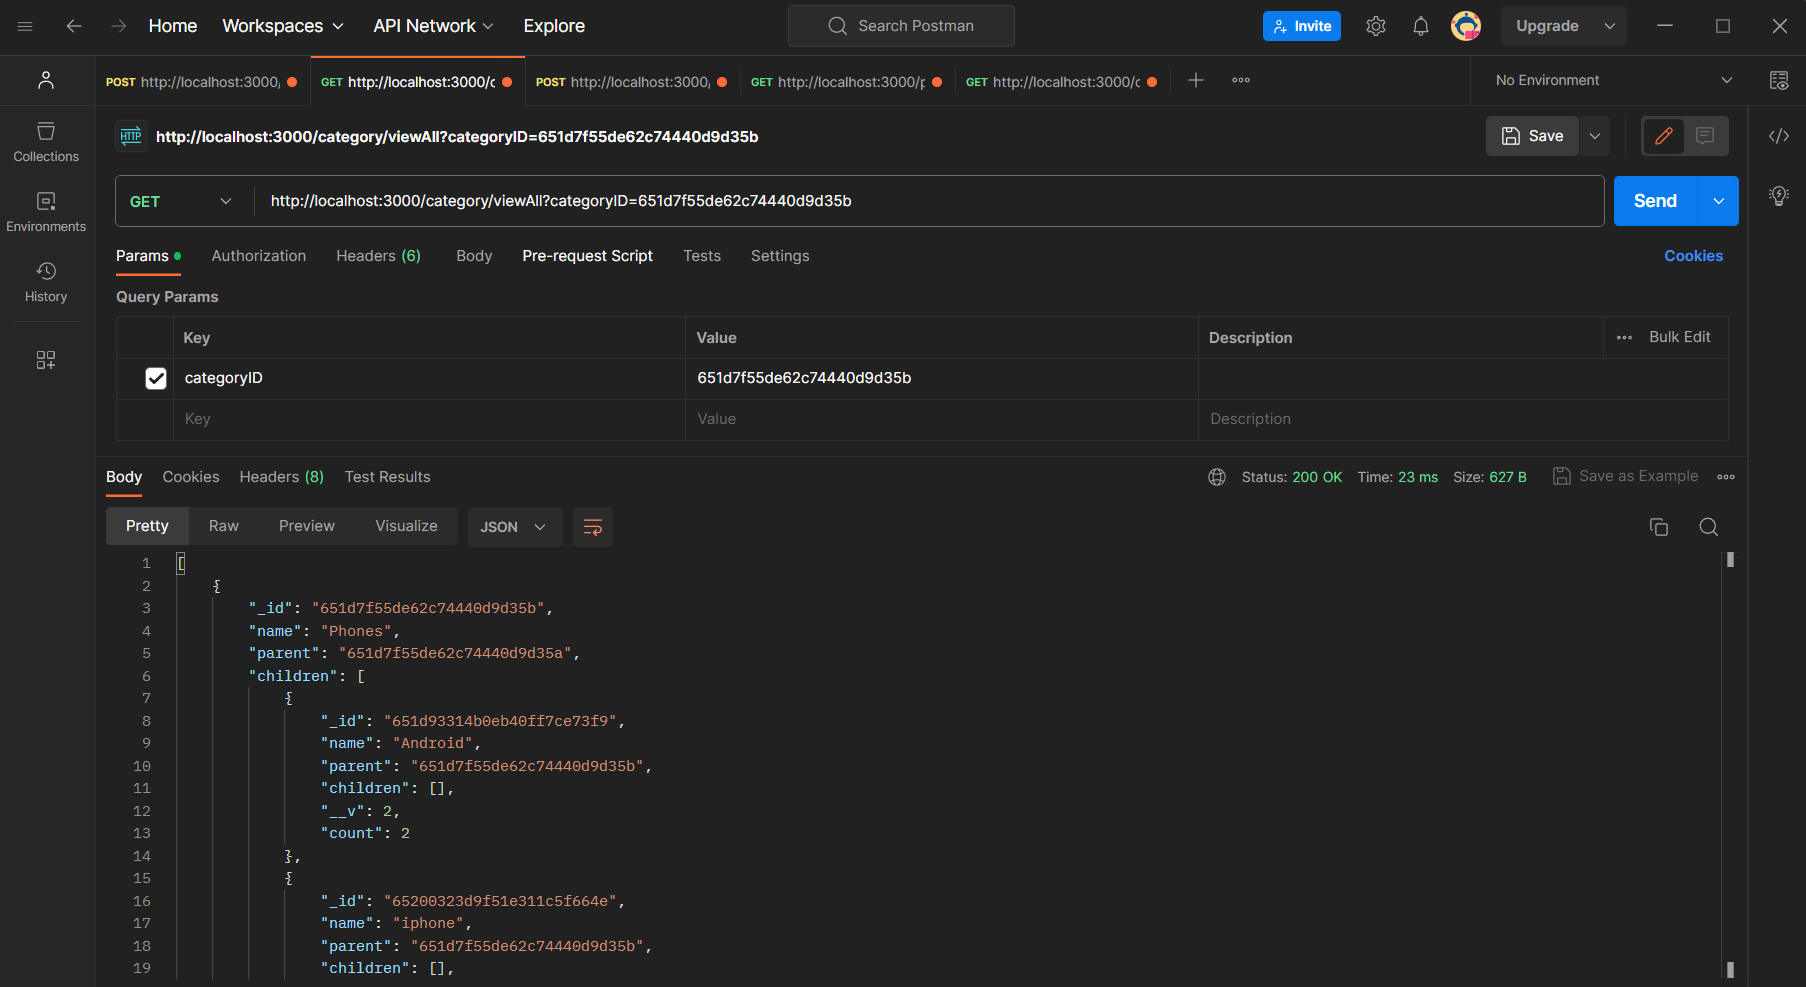 Home Workspaces API Network Explore Search Postman Invite Upgrade
POST http://localhost:3000/ GET http://localhost:3000/c POST http://localhost:3000/ GET http://localhost:3000/p GET http://localhost:3000/c No Environment
HTTP http://localhost:3000/category/viewAll?categoryID=651d7f55de62c74440d9d35b Save
Collections
GET http://localhost:3000/category/viewAll?categoryID=651d7f55de62c74440d9d35b Send
Environments
Params Authorization Headers (6) Body Pre-request Script Tests Settings Cookies
History
Query Params
Key Value Description Bulk Edit
categoryID 651d7f55de62c74440d9d35b
Key Value Description
Body Cookies Headers (8) Test Results Status: 200 OK Time: 23 ms Size: 627 B Save as Example
Pretty Raw Preview Visualize JSON
1 [
2 {
3 "_id": "651d7f55de62c74440d9d35b",
4 "name": "Phones",
5 "parent": "651d7f55de62c74440d9d35a",
6 "children": [
7 {
8 "_id": "651d93314b0eb40ff7ce73f9",
9 "name": "Android",
10 "parent": "651d7f55de62c74440d9d35b",
11 "children": [],
12 "__v": 2,
13 "count": 2
14 },
15 {
16 "_id": "65200323d9f51e311c5f664e",
17 "name": "iphone",
18 "parent": "651d7f55de62c74440d9d35b",
19 "children": [],